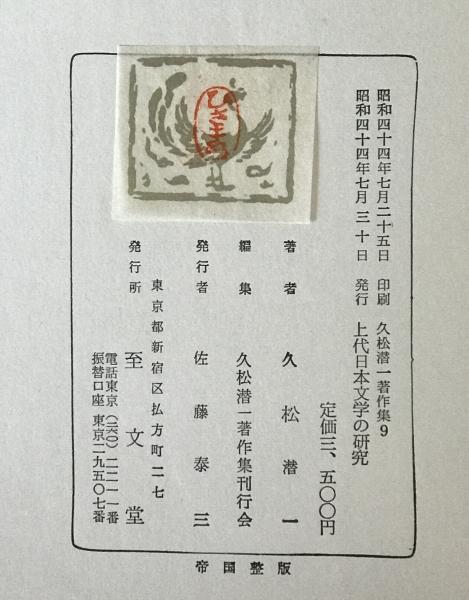 昭和四十四年七月二十五日 印刷
昭和四十四年七月三十日 発行
久松潜一著作集9
上代日本文学の研究
定価三、五〇〇円
著者 久松潜一
編集 久松潜一著作集刊行会
発行者 佐藤泰三
東京都新宿区払方町二七
発行所 至文堂
電話東京(二六〇)二二一一番
振替口座 東京二九五〇七番
帝国整版
ひさまつ